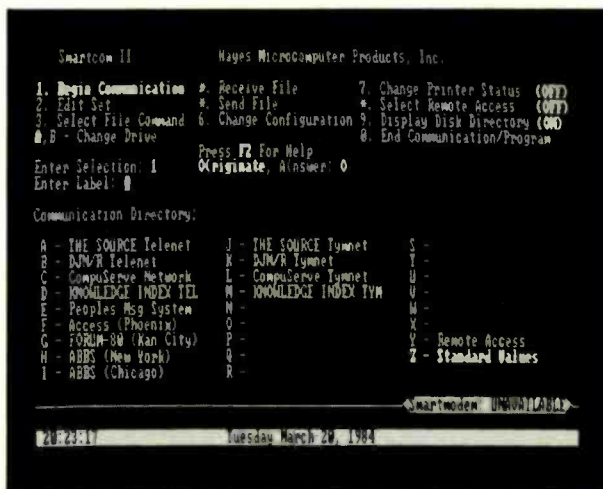 Smartcom II Hayes Microcomputer Products, Inc.
1. Begin Communication #. Receive File 7. Change Printer Status (OFF)
2. Edit Set *. Send File *. Select Remote Access (OFF)
3. Select File Command 6. Change Configuration 9. Display Disk Directory (ON)
A,B - Change Drive 0. End Communication/Program
Press F2 For Help
Enter Selection: 1 O(riginate, A(nswer: O
Enter Label:
Communication Directory:
A - THE SOURCE Telenet J - THE SOURCE Tymnet S -
B - DJN/R Telenet K - DJN/R Tymnet T -
C - CompuServe Network L - CompuServe Tymnet U -
D - KNOWLEDGE INDEX TEL M - KNOWLEDGE INDEX TYM V -
E - Peoples Msg System N - W -
F - Access (Phoenix) O - X -
G - FORUM-80 (Kan City) P - Y - Remote Access
H - ABBS (New York) Q - Z - Standard Values
I - ABBS (Chicago) R -
Smartmodem: UNAVAILABLE
20:23:17 Tuesday March 20, 1984